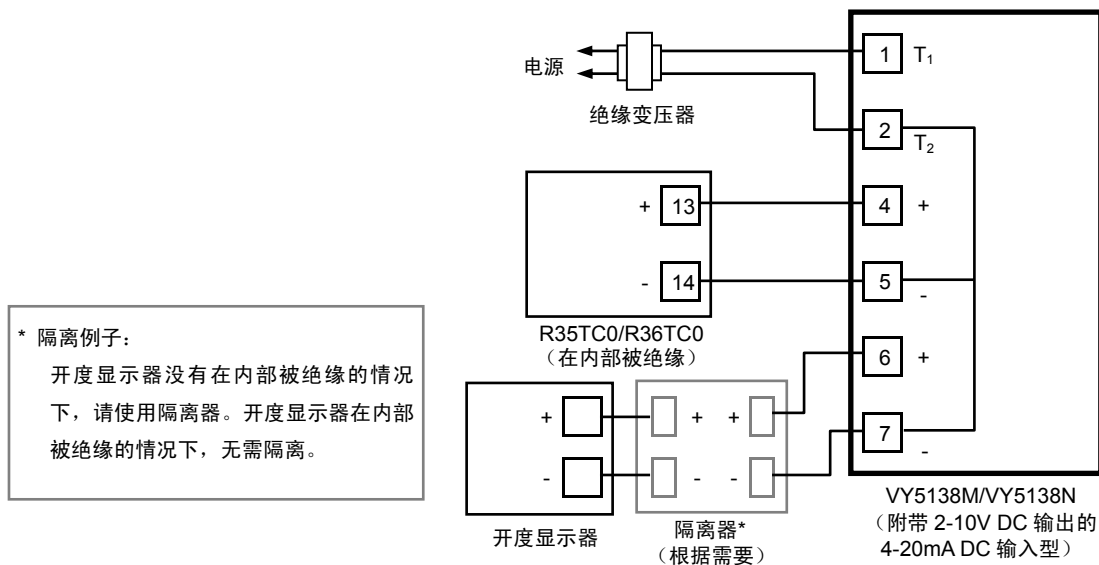 电源
绝缘变压器
1 T₁
2 T₂
+ 13 4 +
- 14 5 -
R35TC0/R36TC0
（在内部被绝缘）
6 +
7 -
+ + +
- - -
开度显示器
隔离器*
（根据需要）
VY5138M/VY5138N
（附带 2-10V DC 输出的
4-20mA DC 输入型）
* 隔离例子：
开度显示器没有在内部被绝缘的情况
下，请使用隔离器。开度显示器在内部
被绝缘的情况下，无需隔离。